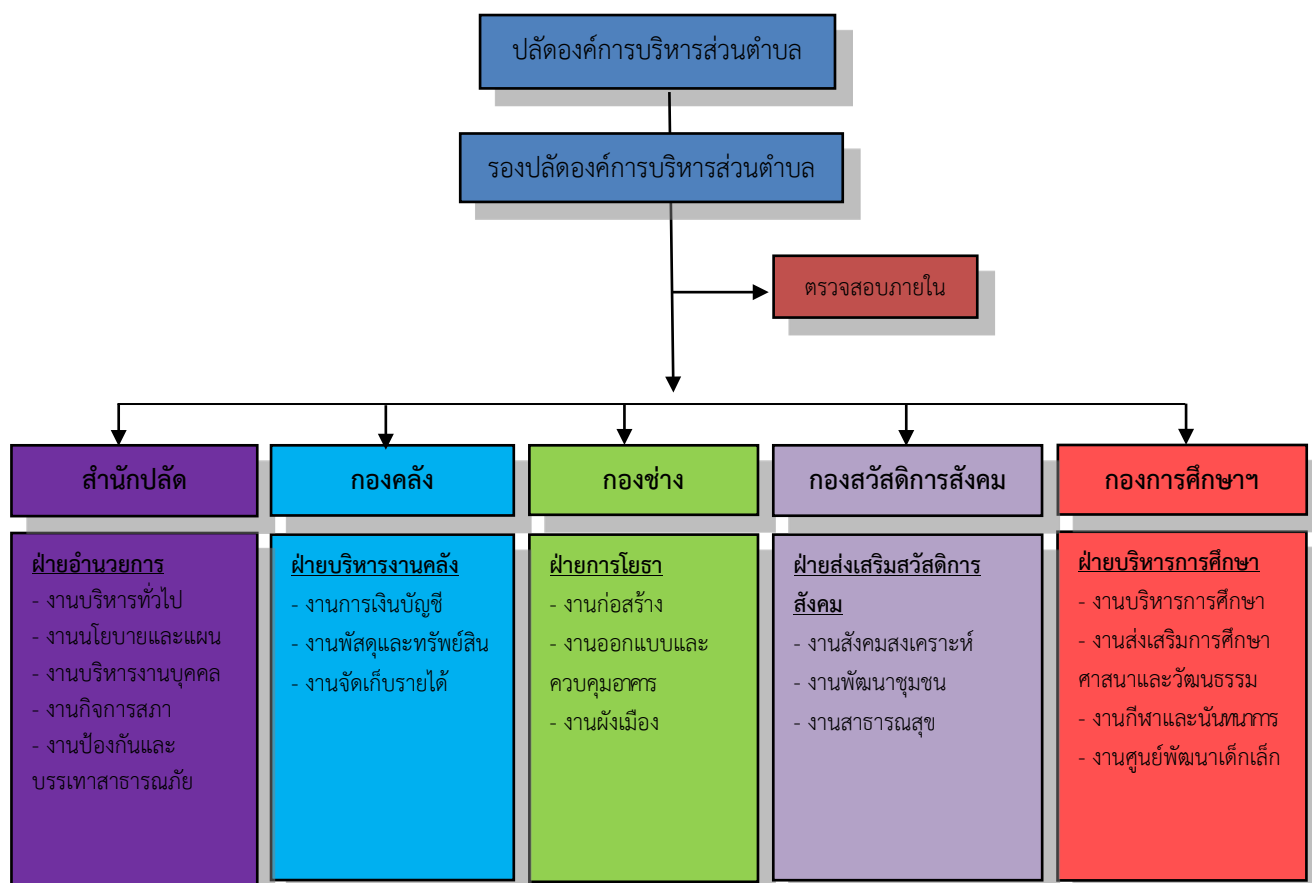 ปลัดองค์การบริหารส่วนตำบล
รองปลัดองค์การบริหารส่วนตำบล
ตรวจสอบภายใน
สำนักปลัด
กองคลัง
กองช่าง
กองสวัสดิการสังคม
กองการศึกษาฯ
ฝ่ายอำนวยการ
- งานบริหารทั่วไป
- งานนโยบายและแผน
- งานบริหารงานบุคคล
- งานกิจการสภา
- งานป้องกันและ
บรรเทาสาธารณภัย
ฝ่ายบริหารงานคลัง
- งานการเงินบัญชี
- งานพัสดุและทรัพย์สิน
- งานจัดเก็บรายได้
ฝ่ายการโยธา
- งานก่อสร้าง
- งานออกแบบและ
ควบคุมอาคาร
- งานผังเมือง
ฝ่ายส่งเสริมสวัสดิการ
สังคม
- งานสังคมสงเคราะห์
- งานพัฒนาชุมชน
- งานสาธารณสุข
ฝ่ายบริหารการศึกษา
- งานบริหารการศึกษา
- งานส่งเสริมการศึกษา
ศาสนาและวัฒนธรรม
- งานกีฬาและนันทนาการ
- งานศูนย์พัฒนาเด็กเล็ก